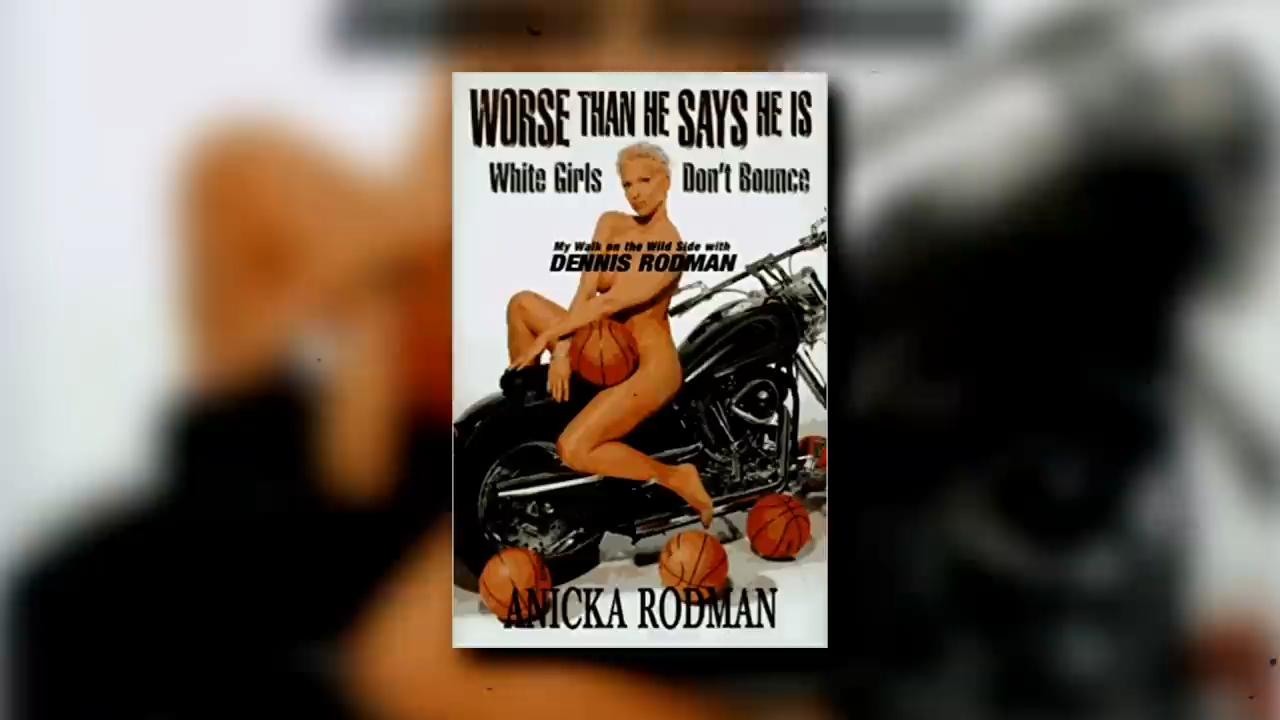 WORSE THAN HE SAYS HE IS
White Girls Don't Bounce
My Walk on the Wild Side with
DENNIS RODMAN
ANICKA RODMAN